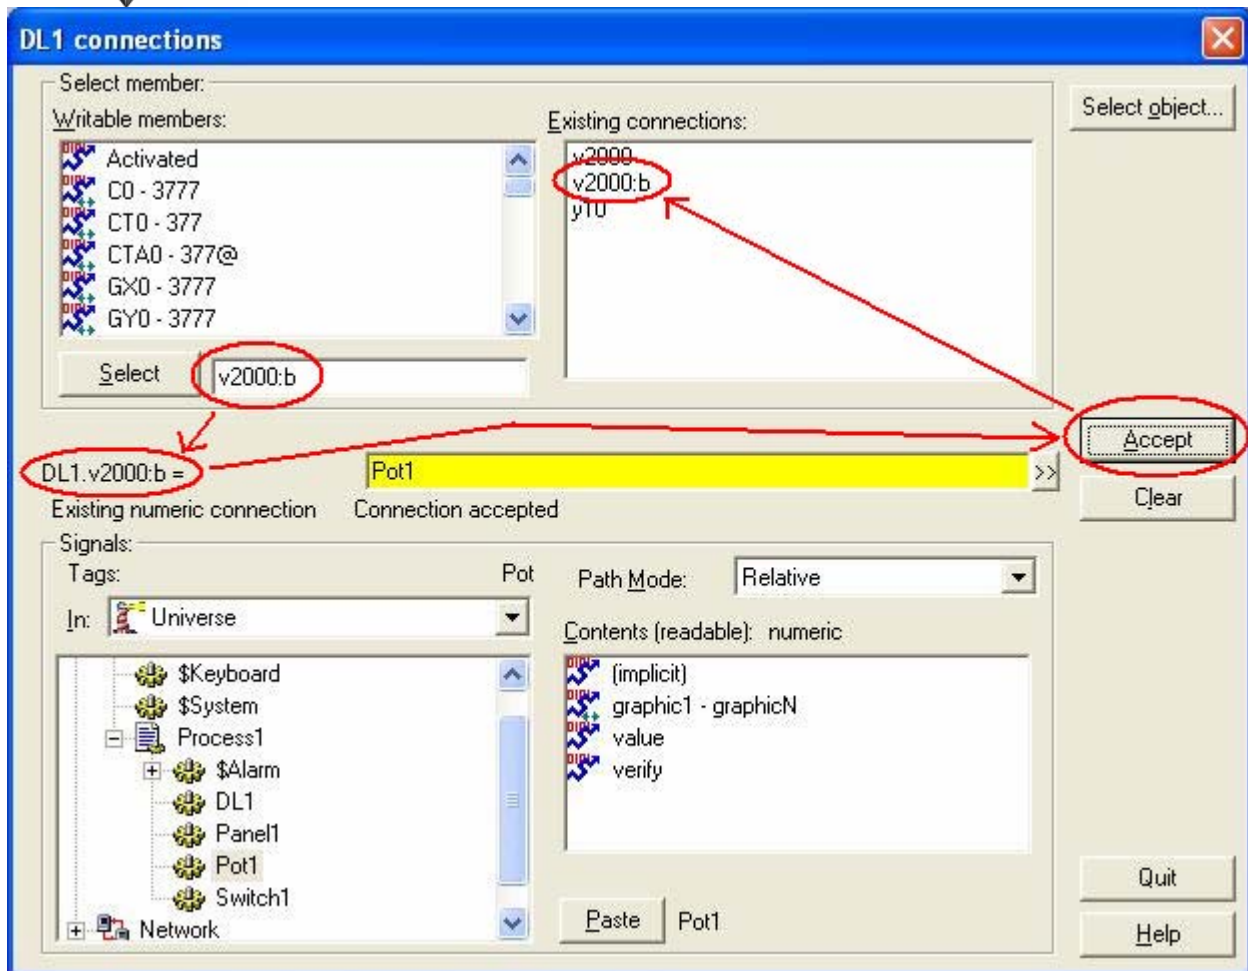 DL1 connections
Select member:
Writable members:
Activated
C0 - 3777
CT0 - 377
CTA0 - 377@
GX0 - 3777
GY0 - 3777
Select
v2000:b
Existing connections:
v2000
v2000:b
y10
Select object...
DL1.v2000:b =
Pot1
>>
Accept
Existing numeric connection
Connection accepted
Clear
Signals:
Tags:
Pot
In:
Universe
$Keyboard
$System
Process1
$Alarm
DL1
Panel1
Pot1
Switch1
Network
Path Mode:
Relative
Contents (readable): numeric
(implicit)
graphic1 - graphicN
value
verify
Paste
Pot1
Quit
Help